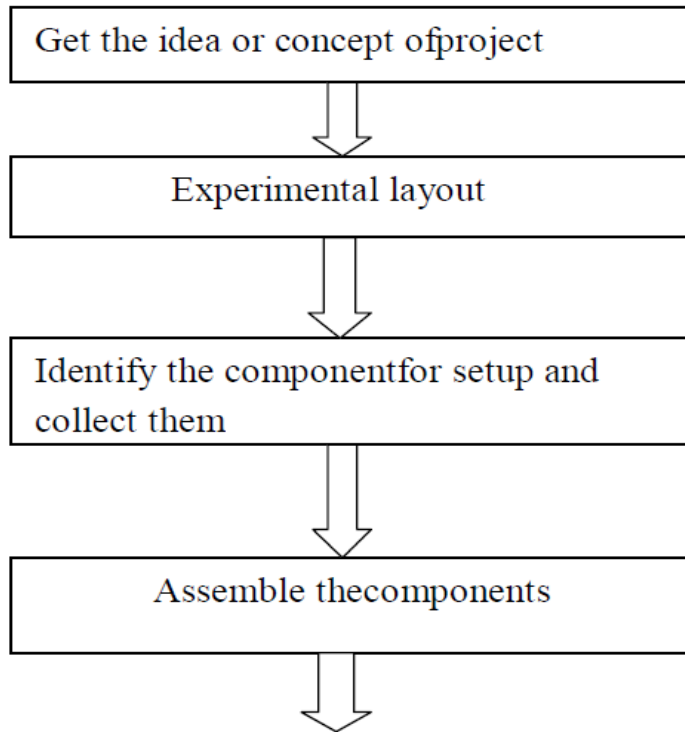 Get the idea or concept ofproject
Experimental layout
Identify the componentfor setup and
collect them
Assemble thecomponents